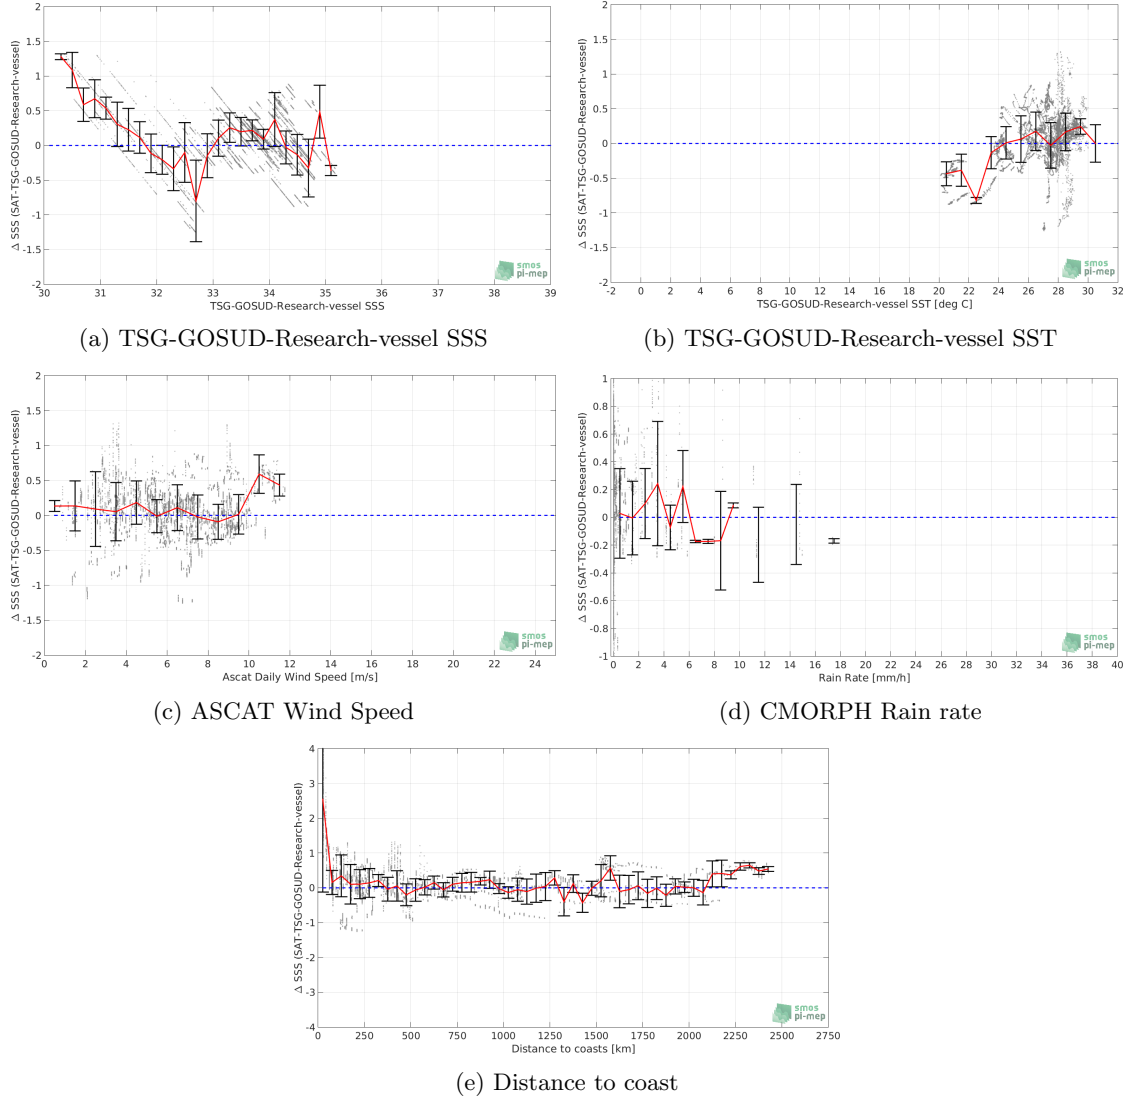 Δ SSS (SAT-TSG-GOSUD-Research-vessel)
2
1.5
1
0.5
0
-0.5
-1
-1.5
-2
30 31 32 33 34 35 36 37 38 39
TSG-GOSUD-Research-vessel SSS
smos
pi-mep
(a) TSG-GOSUD-Research-vessel SSS
Δ SSS (SAT-TSG-GOSUD-Research-vessel)
2
1.5
1
0.5
0
-0.5
-1
-1.5
-2
-2 0 2 4 6 8 10 12 14 16 18 20 22 24 26 28 30 32
TSG-GOSUD-Research-vessel SST [deg C]
smos
pi-mep
(b) TSG-GOSUD-Research-vessel SST
Δ SSS (SAT-TSG-GOSUD-Research-vessel)
2
1.5
1
0.5
0
-0.5
-1
-1.5
-2
0 2 4 6 8 10 12 14 16 18 20 22 24
Ascat Daily Wind Speed [m/s]
smos
pi-mep
(c) ASCAT Wind Speed
Δ SSS (SAT-TSG-GOSUD-Research-vessel)
1
0.8
0.6
0.4
0.2
0
-0.2
-0.4
-0.6
-0.8
-1
0 2 4 6 8 10 12 14 16 18 20 22 24 26 28 30 32 34 36 38 40
Rain Rate [mm/h]
smos
pi-mep
(d) CMORPH Rain rate
Δ SSS (SAT-TSG-GOSUD-Research-vessel)
4
3
2
1
0
-1
-2
-3
-4
0 250 500 750 1000 1250 1500 1750 2000 2250 2500 2750
Distance to coasts [km]
smos
pi-mep
(e) Distance to coast